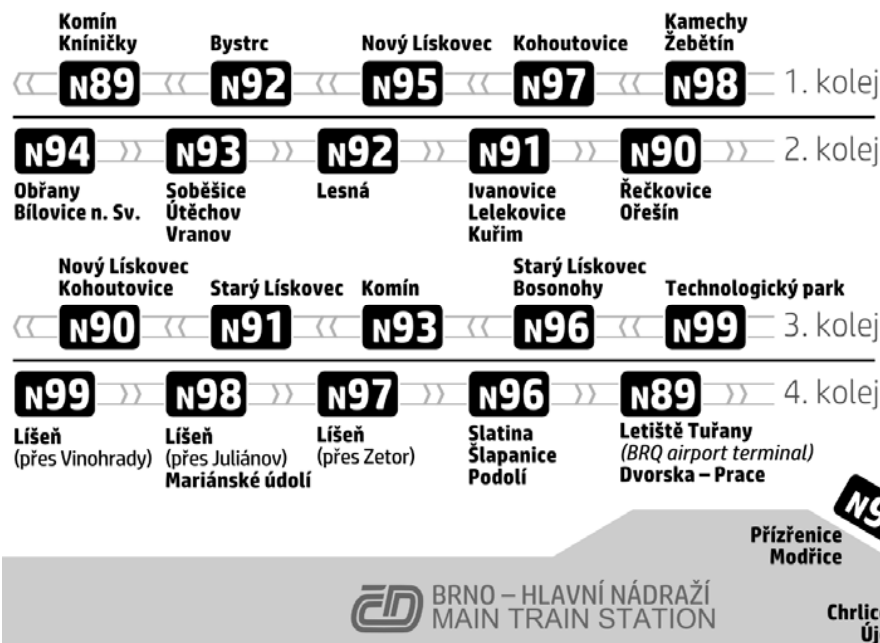 Komín
Kníničky
Bystrc
Nový Lískovec
Kohoutovice
Kamechy
Žebětín
N89 N92 N95 N97 N98 1. kolej
N94 N93 N92 N91 N90 2. kolej
Obřany
Bílovice n. Sv.
Soběšice
Útěchov
Vranov
Lesná
Ivanovice
Lelekovice
Kuřim
Řečkovice
Ořešín
Nový Lískovec
Kohoutovice
Starý Lískovec
Komín
Starý Lískovec
Bosonohy
Technologický park
N90 N91 N93 N96 N99 3. kolej
N99 N98 N97 N96 N89 4. kolej
Líšeň
(přes Vinohrady)
Líšeň
(přes Juliánov)
Mariánské údolí
Líšeň
(přes Zetor)
Slatina
Šlapanice
Podolí
Letiště Tuřany
(BRQ airport terminal)
Dvorska – Prace
Přízřenice
Modřice
ČD
BRNO – HLAVNÍ NÁDRAŽÍ
MAIN TRAIN STATION